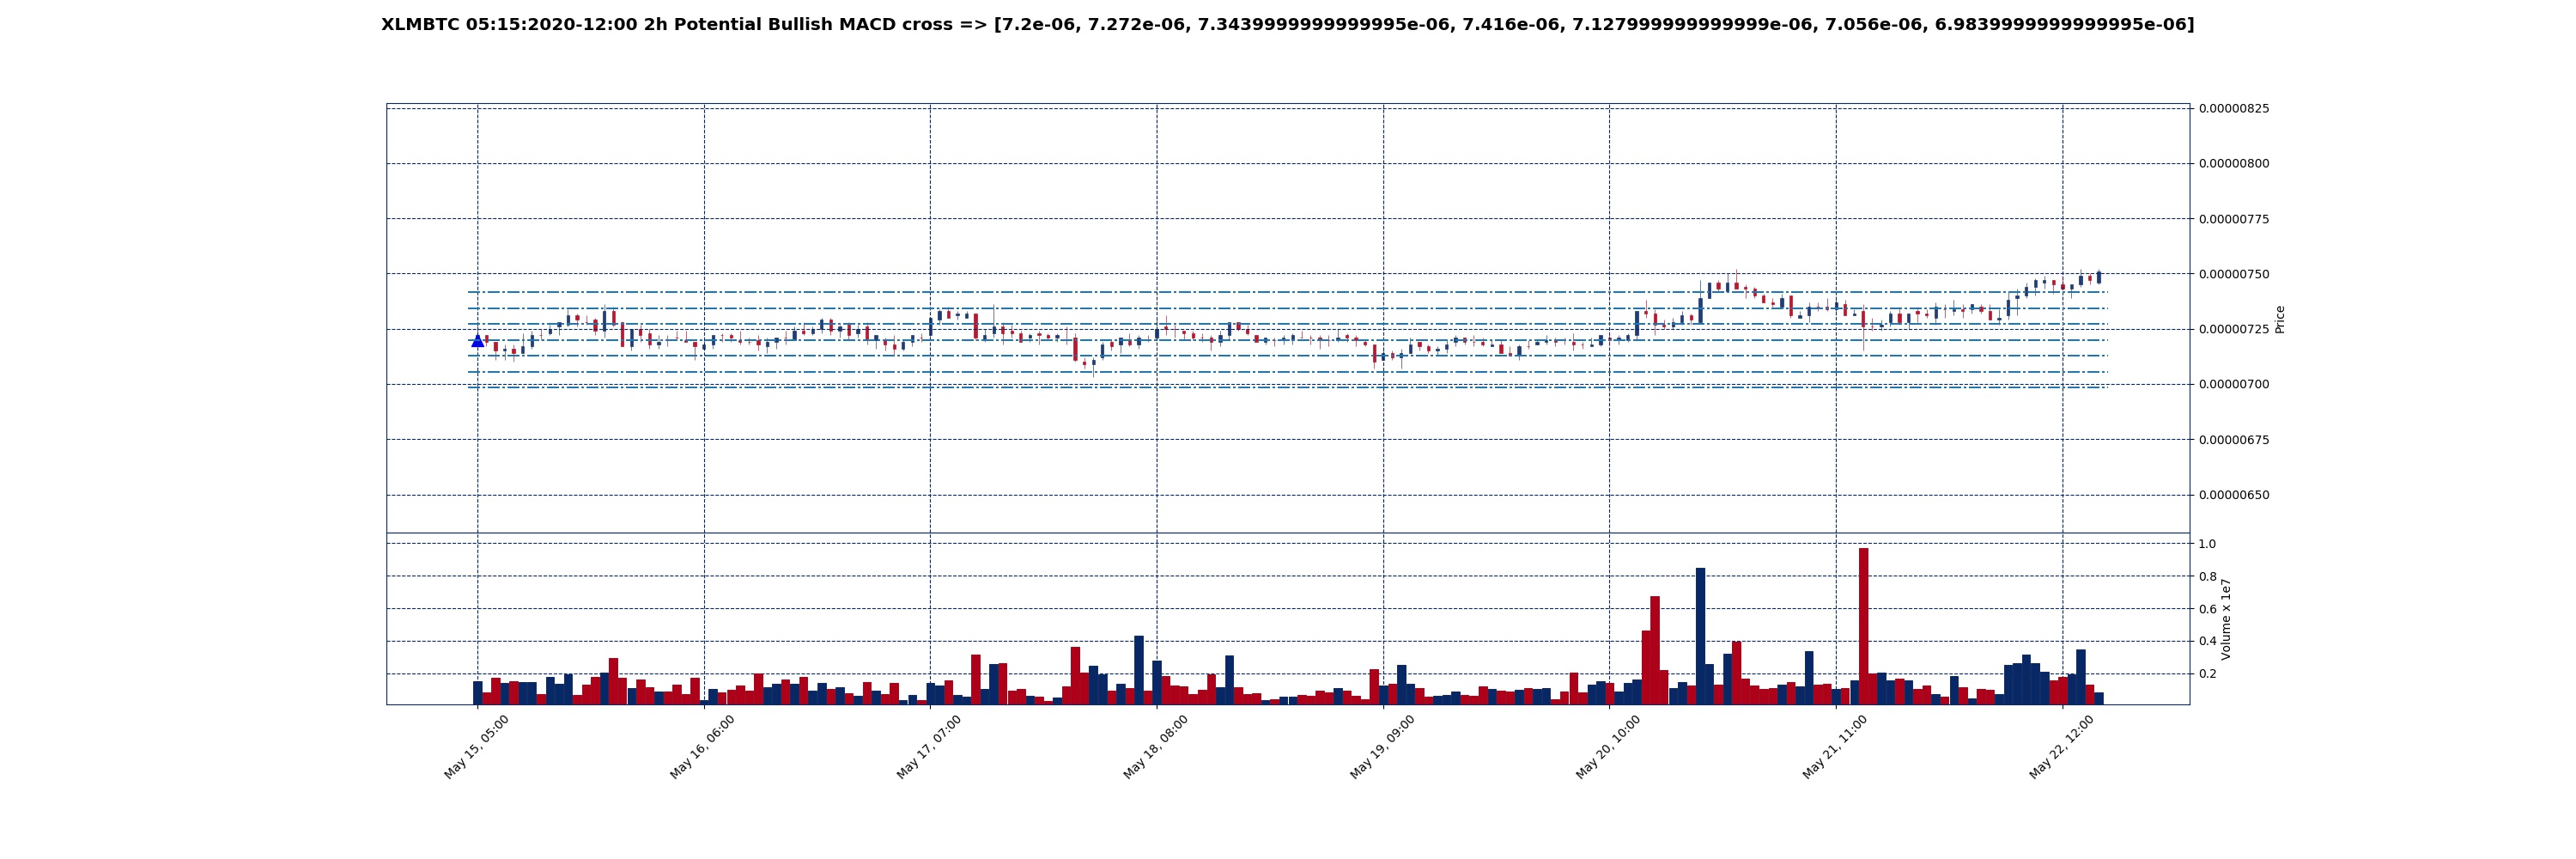 XLMBTC 05:15:2020-12:00 2h Potential Bullish MACD cross => [7.2e-06, 7.272e-06, 7.3439999999999995e-06, 7.416e-06, 7.127999999999999e-06, 7.056e-06, 6.9839999999999995e-06]
0.00000825
0.00000800
0.00000775
0.00000750
0.00000725
0.00000700
0.00000675
0.00000650
Price
1.0
0.8
0.6
0.4
0.2
Volume x 1e7
May 15, 05:00
May 16, 06:00
May 17, 07:00
May 18, 08:00
May 19, 09:00
May 20, 10:00
May 21, 11:00
May 22, 12:00